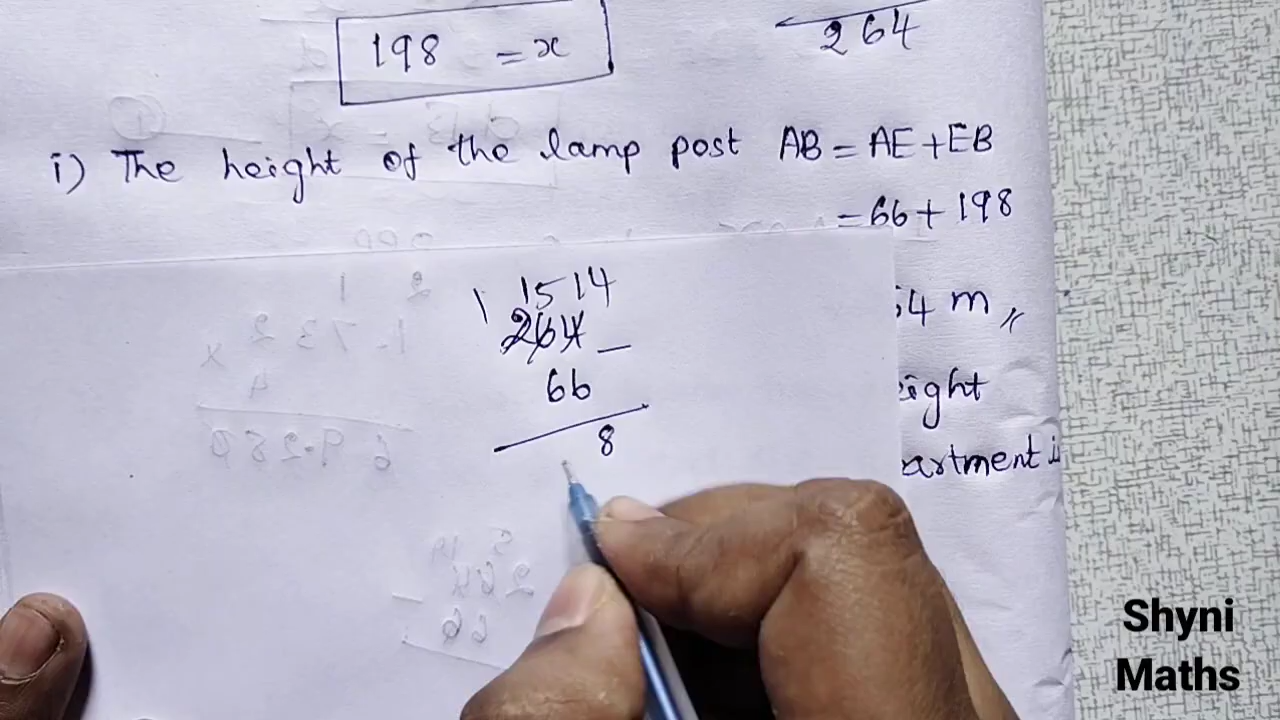 198 = x
264
i) The height of the lamp post AB = AE + EB
= 66 + 198
4 m //
1 15 14
264 -
eight
66
artment i
8
Shyni
Maths